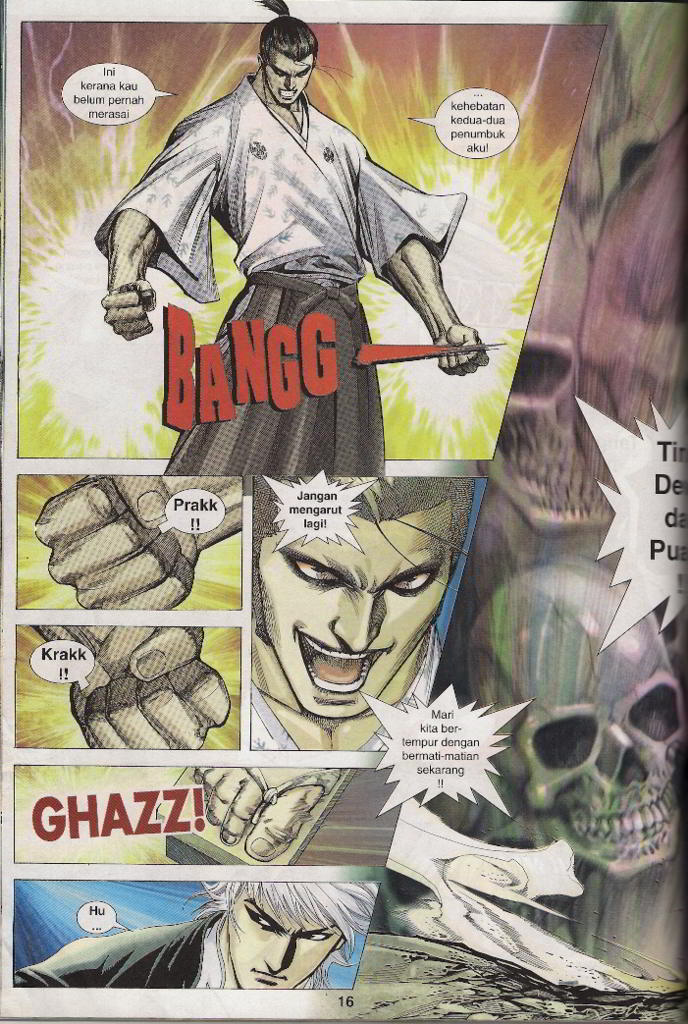 Ini
kerana kau
belum pernah
merasai
...
kehebatan
kedua-dua
penumbuk
aku!
BANGG
Prakk
!!
Jangan
mengarut
lagi!
Krakk
!!
Mari
kita ber-
tempur dengan
bermati-matian
sekarang
!!
GHAZZ!
Hu
...
da
!
16